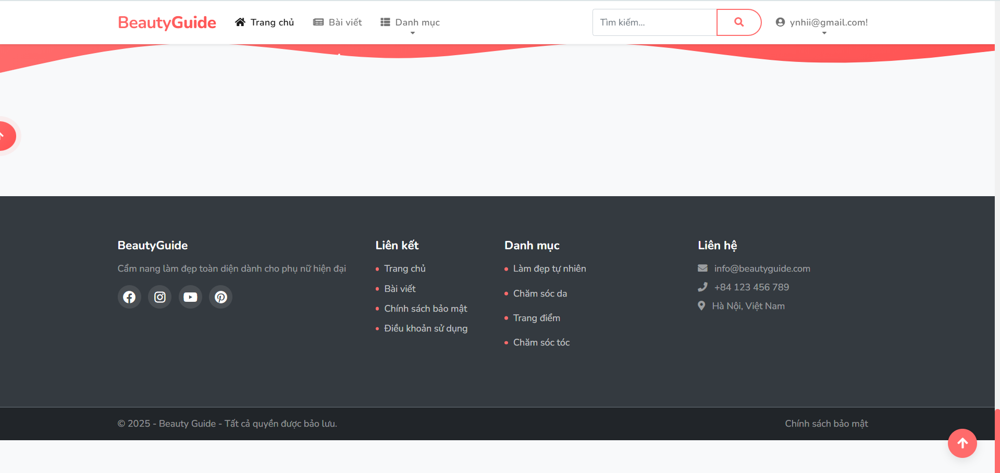 BeautyGuide
Trang chủ
Bài viết
Danh mục
Tìm kiếm...
ynhii@gmail.com!
BeautyGuide
Cẩm nang làm đẹp toàn diện dành cho phụ nữ hiện đại
Liên kết
Trang chủ
Bài viết
Chính sách bảo mật
Điều khoản sử dụng
Danh mục
Làm đẹp tự nhiên
Chăm sóc da
Trang điểm
Chăm sóc tóc
Liên hệ
info@beautyguide.com
+84 123 456 789
Hà Nội, Việt Nam
© 2025 - Beauty Guide - Tất cả quyền được bảo lưu.
Chính sách bảo mật